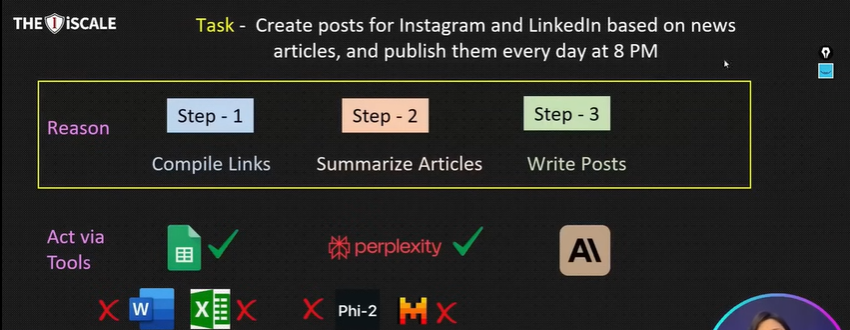 THE iSCALE
Task - Create posts for Instagram and LinkedIn based on news
articles, and publish them every day at 8 PM
Reason
Step - 1
Step - 2
Step - 3
Compile Links
Summarize Articles
Write Posts
Act via
Tools
perplexity
A\
W
X
Phi-2